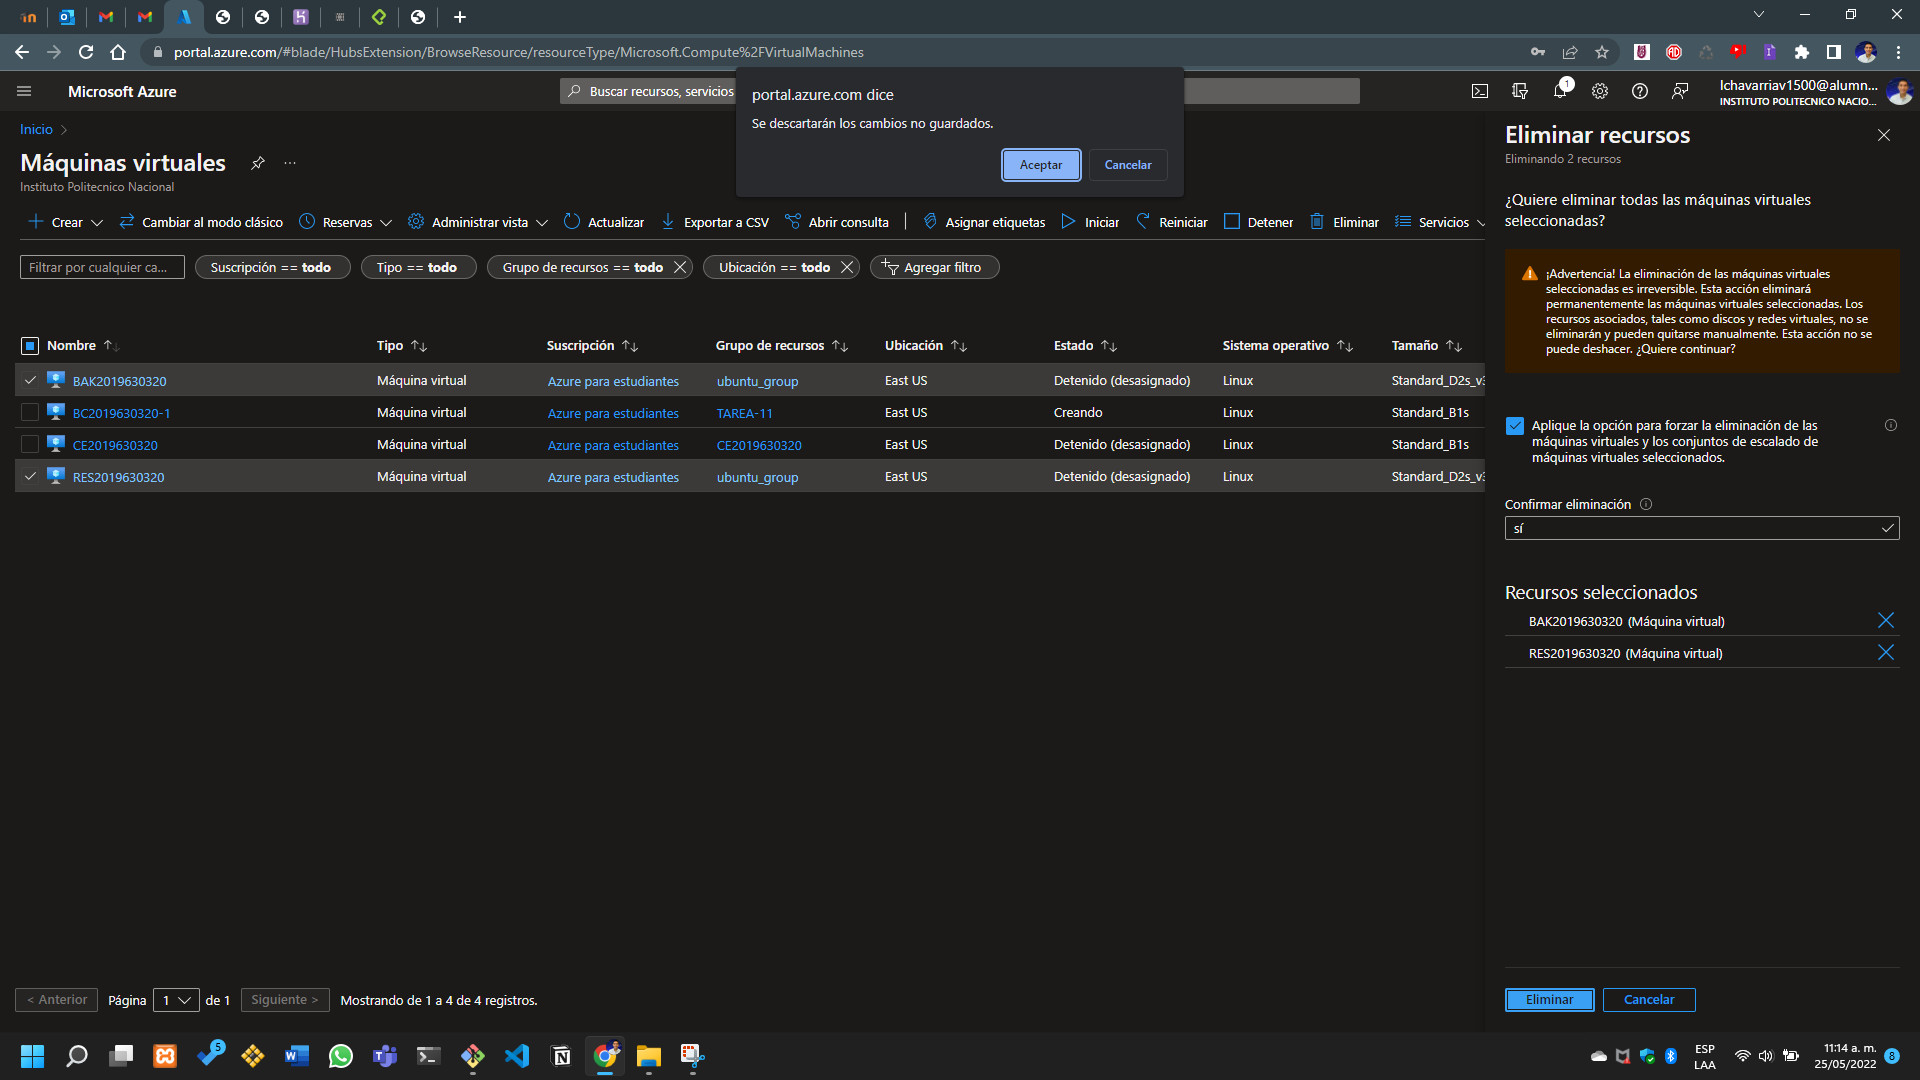 portal.azure.com/#blade/HubsExtension/BrowseResource/resourceType/Microsoft.Compute%2FVirtualMachines
Microsoft Azure
Buscar recursos, servicios
1
lchavarriav1500@alumn...
INSTITUTO POLITECNICO NACIO...
portal.azure.com dice
Se descartarán los cambios no guardados.
Aceptar
Cancelar
Inicio
Máquinas virtuales
Instituto Politecnico Nacional
Crear
Cambiar al modo clásico
Reservas
Administrar vista
Actualizar
Exportar a CSV
Abrir consulta
Asignar etiquetas
Iniciar
Reiniciar
Detener
Eliminar
Servicios
Filtrar por cualquier ca...
Suscripción == todo
Tipo == todo
Grupo de recursos == todo
Ubicación == todo
Agregar filtro
Nombre Tipo Suscripción Grupo de recursos Ubicación Estado Sistema operativo Tamaño
BAK2019630320 Máquina virtual Azure para estudiantes ubuntu_group East US Detenido (desasignado) Linux Standard_D2s_v3
BC2019630320-1 Máquina virtual Azure para estudiantes TAREA-11 East US Creando Linux Standard_B1s
CE2019630320 Máquina virtual Azure para estudiantes CE2019630320 East US Detenido (desasignado) Linux Standard_B1s
RES2019630320 Máquina virtual Azure para estudiantes ubuntu_group East US Detenido (desasignado) Linux Standard_D2s_v3
< Anterior Página 1 de 1 Siguiente > Mostrando de 1 a 4 de 4 registros.
Eliminar recursos
Eliminando 2 recursos
¿Quiere eliminar todas las máquinas virtuales
seleccionadas?
¡Advertencia! La eliminación de las máquinas virtuales
seleccionadas es irreversible. Esta acción eliminará
permanentemente las máquinas virtuales seleccionadas. Los
recursos asociados, tales como discos y redes virtuales, no se
eliminarán y pueden quitarse manualmente. Esta acción no se
puede deshacer. ¿Quiere continuar?
Aplique la opción para forzar la eliminación de las
máquinas virtuales y los conjuntos de escalado de
máquinas virtuales seleccionados.
Confirmar eliminación
sí
Recursos seleccionados
BAK2019630320 (Máquina virtual)
RES2019630320 (Máquina virtual)
Eliminar
Cancelar
5
ESP
LAA
11:14 a. m.
25/05/2022
8